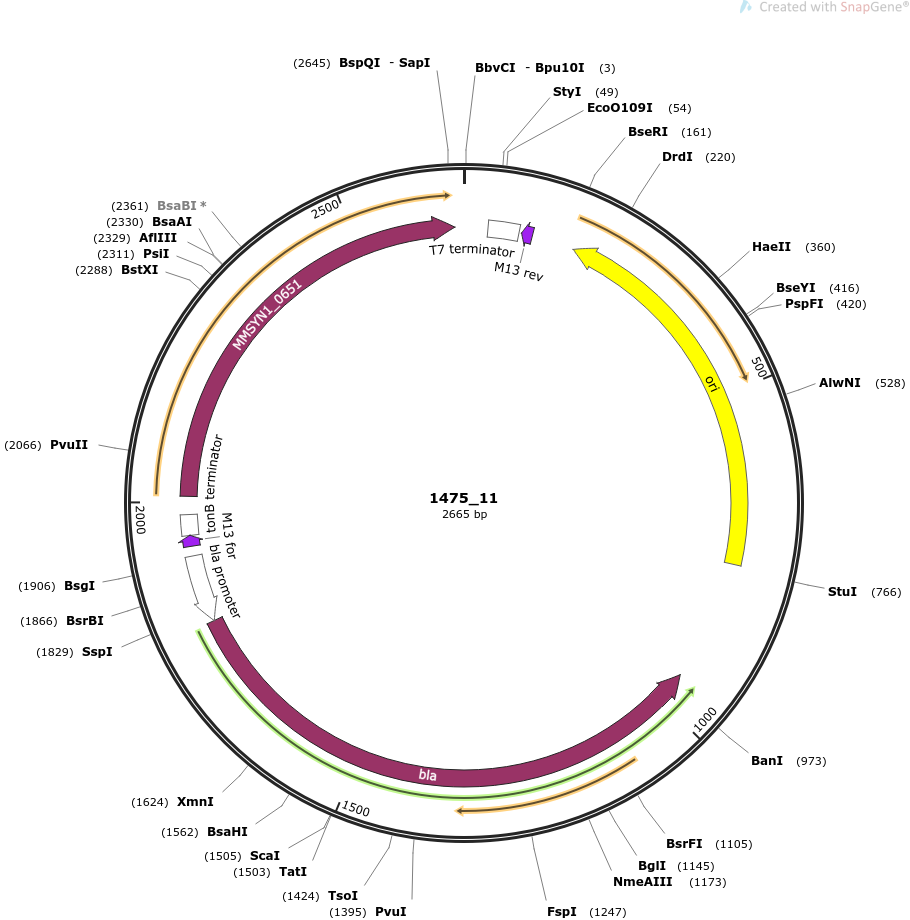 Created with SnapGene®
(2645) BspQI - SapI
BbvCI - Bpu10I (3)
StyI (49)
EcoO109I (54)
BseRI (161)
DrdI (220)
HaeII (360)
BseYI (416)
PspFI (420)
500
AlwNI (528)
StuI (766)
BanI (973)
1000
BsrFI (1105)
BglI (1145)
NmeAIII (1173)
FspI (1247)
(1395) PvuI
(1424) TsoI
1500
(1503) TatI
(1505) ScaI
(1562) BsaHI
(1624) XmnI
(1829) SspI
(1866) BsrBI
(1906) BsgI
2000
(2066) PvuII
(2288) BstXI
(2311) PsiI
(2329) AflIII
(2330) BsaAI
(2361) BsaBI *
2500
T7 terminator
M13 rev
ori
MMSYN1_0651
tonB terminator
M13 for
bla promoter
bla
1475_11
2665 bp